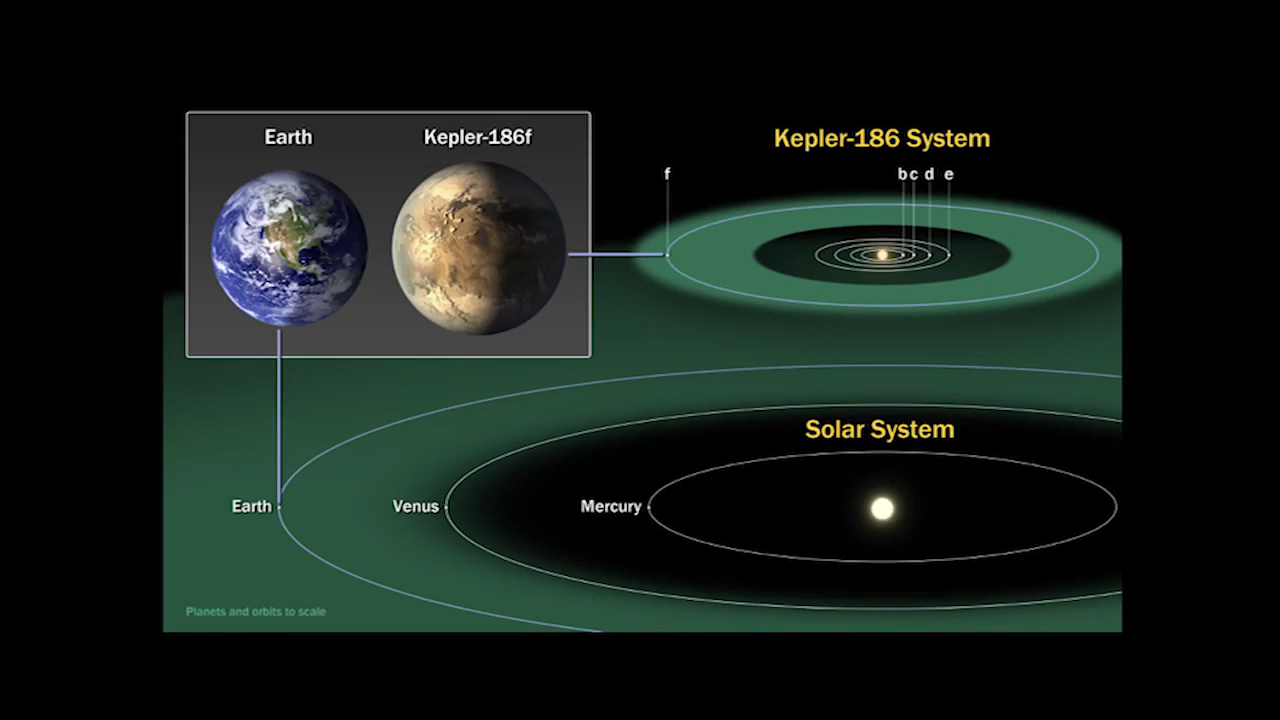 Earth
Kepler-186f
Kepler-186 System
f
b c d e
Solar System
Earth
Venus
Mercury
Planets and orbits to scale